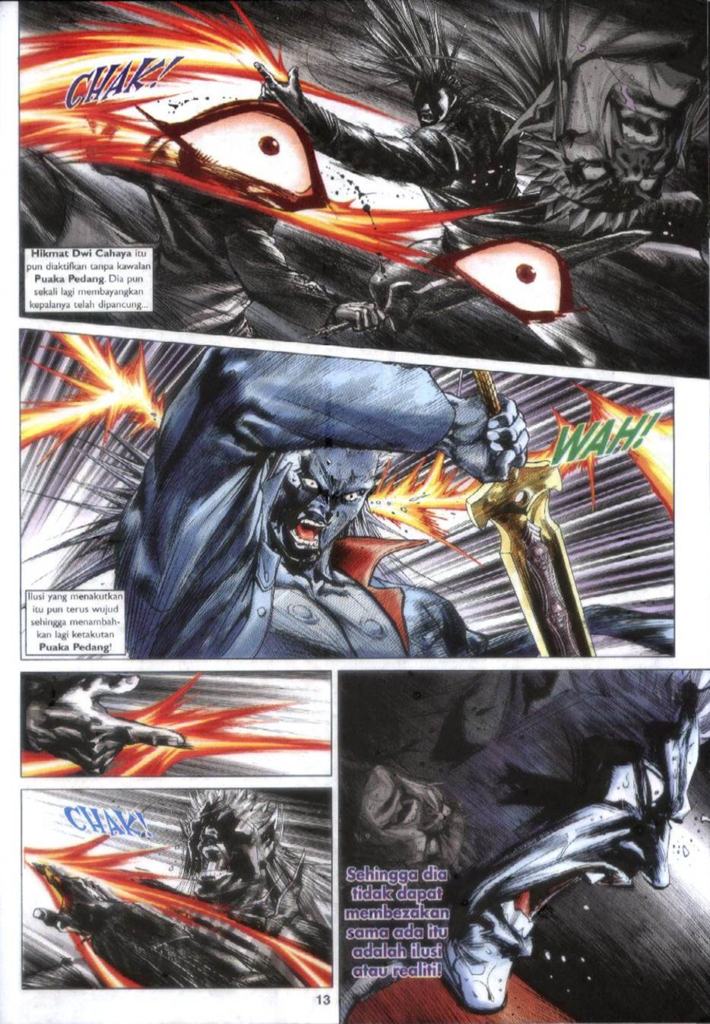 CHAK!
Hikmat Dwi Cahaya itu
pun diaktifkan tanpa kawalan
Puaka Pedang. Dia pun
sekali lagi membayangkan
kepalanya telah dipancung...
WAH!
Ilusi yang menakutkan
itu pun terus wujud
sehingga menambah-
kan lagi ketakutan
Puaka Pedang!
CHAK!
Sehingga dia
tidak dapat
membezakan
sama ada itu
adalah ilusi
atau realiti!
13